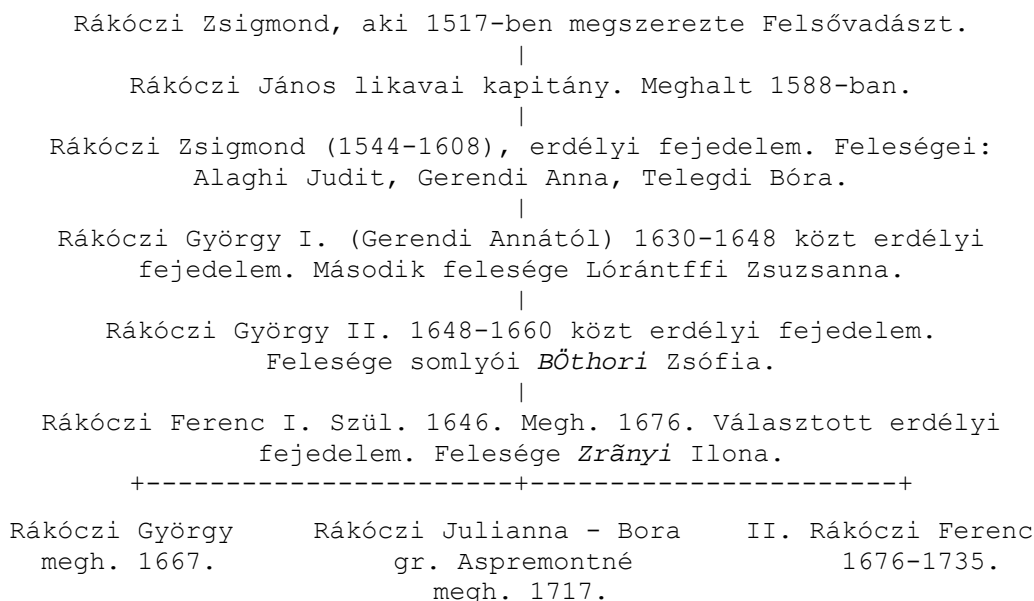 Rákóczi Zsigmond, aki 1517-ben megszerezte Felsővadászt.
|
Rákóczi János likavai kapitány. Meghalt 1588-ban.
|
Rákóczi Zsigmond (1544-1608), erdélyi fejedelem. Feleségei:
Alaghi Judit, Gerendi Anna, Telegdi Bóra.
|
Rákóczi György I. (Gerendi Annától) 1630-1648 közt erdélyi
fejedelem. Második felesége Lórántffi Zsuzsanna.
|
Rákóczi György II. 1648-1660 közt erdélyi fejedelem.
Felesége somlyói BÖthori Zsófia.
|
Rákóczi Ferenc I. Szül. 1646. Megh. 1676. Választott erdélyi
fejedelem. Felesége Zrãnyi Ilona.
+------------------------+------------------------+
Rákóczi György Rákóczi Julianna - Bora II. Rákóczi Ferenc
megh. 1667. gr. Aspremontné 1676-1735.
megh. 1717.